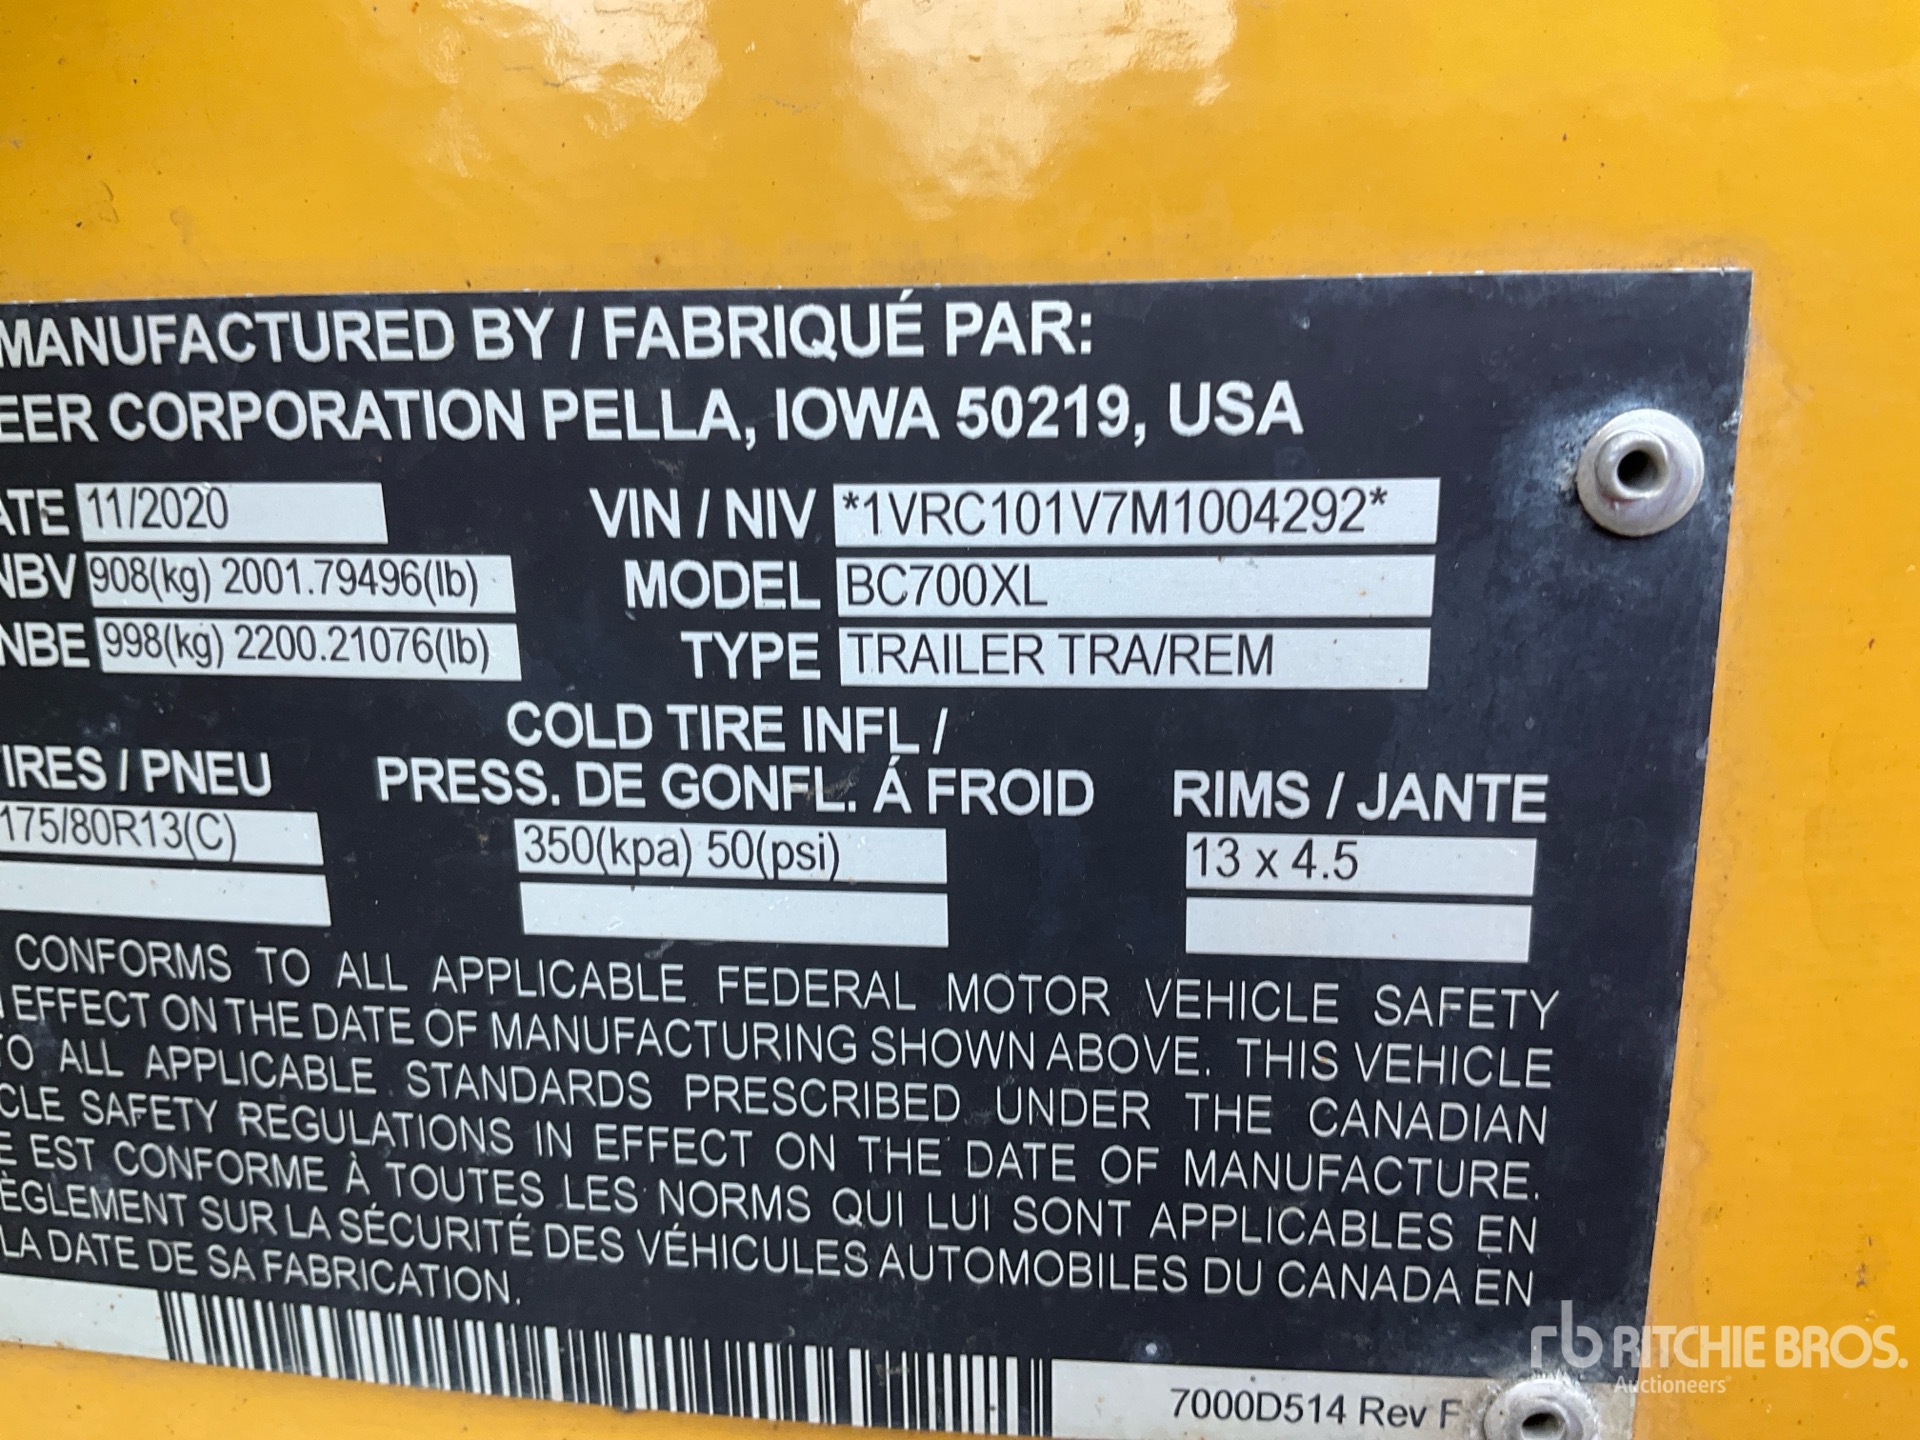 MANUFACTURED BY / FABRIQUÉ PAR:
EER CORPORATION PELLA, IOWA 50219, USA
ATE 11/2020 VIN / NIV *1VRC101V7M1004292*
NBV 908(kg) 2001.79496(lb) MODEL BC700XL
NBE 998(kg) 2200.21076(lb) TYPE TRAILER TRA/REM
COLD TIRE INFL /
IRES / PNEU PRESS. DE GONFL. Á FROID RIMS / JANTE
175/80R13(C) 350(kpa) 50(psi) 13 x 4.5
CONFORMS TO ALL APPLICABLE FEDERAL MOTOR VEHICLE SAFETY
N EFFECT ON THE DATE OF MANUFACTURING SHOWN ABOVE. THIS VEHICLE
TO ALL APPLICABLE STANDARDS PRESCRIBED UNDER THE CANADIAN
CLE SAFETY REGULATIONS IN EFFECT ON THE DATE OF MANUFACTURE.
E EST CONFORME À TOUTES LES NORMS QUI LUI SONT APPLICABLES EN
ÈGLEMENT SUR LA SÉCURITÉ DES VÉHICULES AUTOMOBILES DU CANADA EN
LA DATE DE SA FABRICATION.
7000D514 Rev F
rb RITCHIE BROS.
Auctioneers